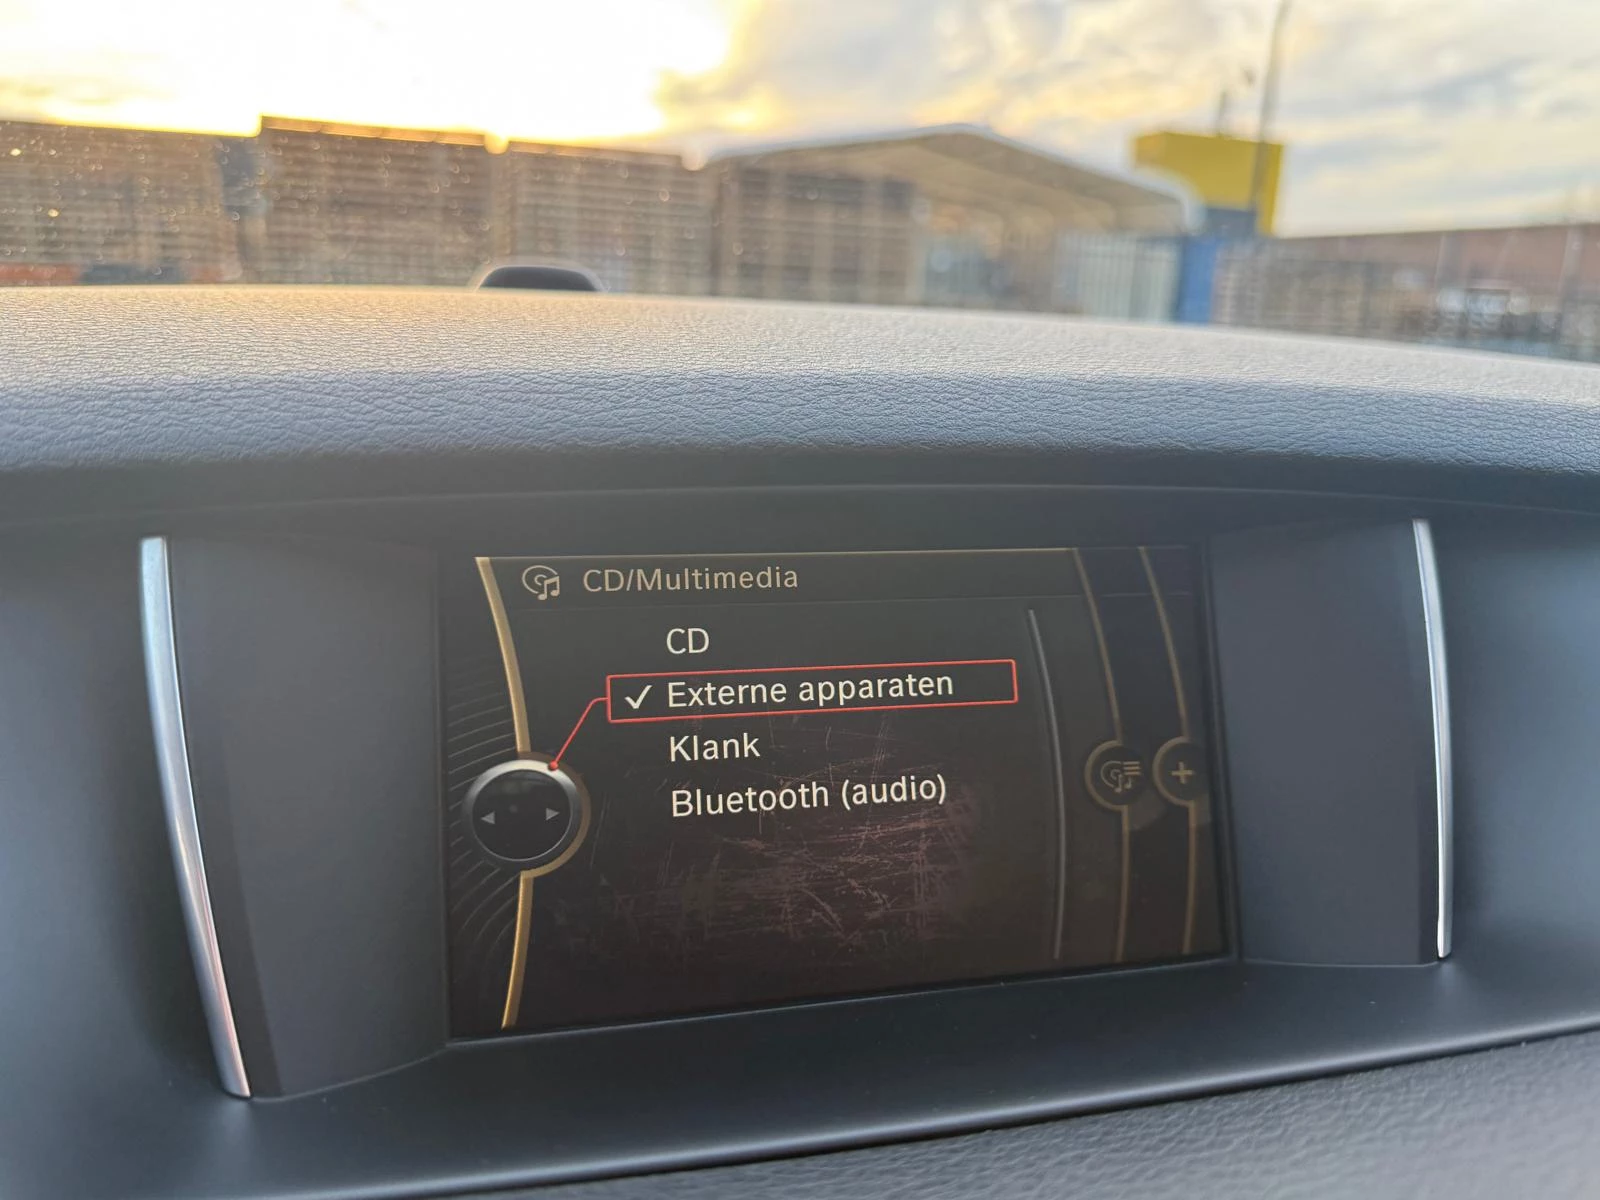 CD/Multimedia
CD
Externe apparaten
Klank
Bluetooth (audio)